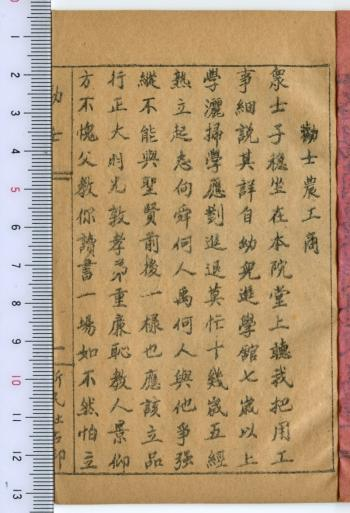 勸士農工商
衆士子穩坐在本院堂上聽我把用工
事細說其詳自幼兒進學館七歲以上
學灑掃學應對進退莫忙十幾歲五經
熟立起志向舜何人禹何人與他爭強
縱不能與聖賢前後一樣也應該立品
行正大光敦孝弟重廉恥教人景仰
方不愧父教你讀書一場如不然怕立